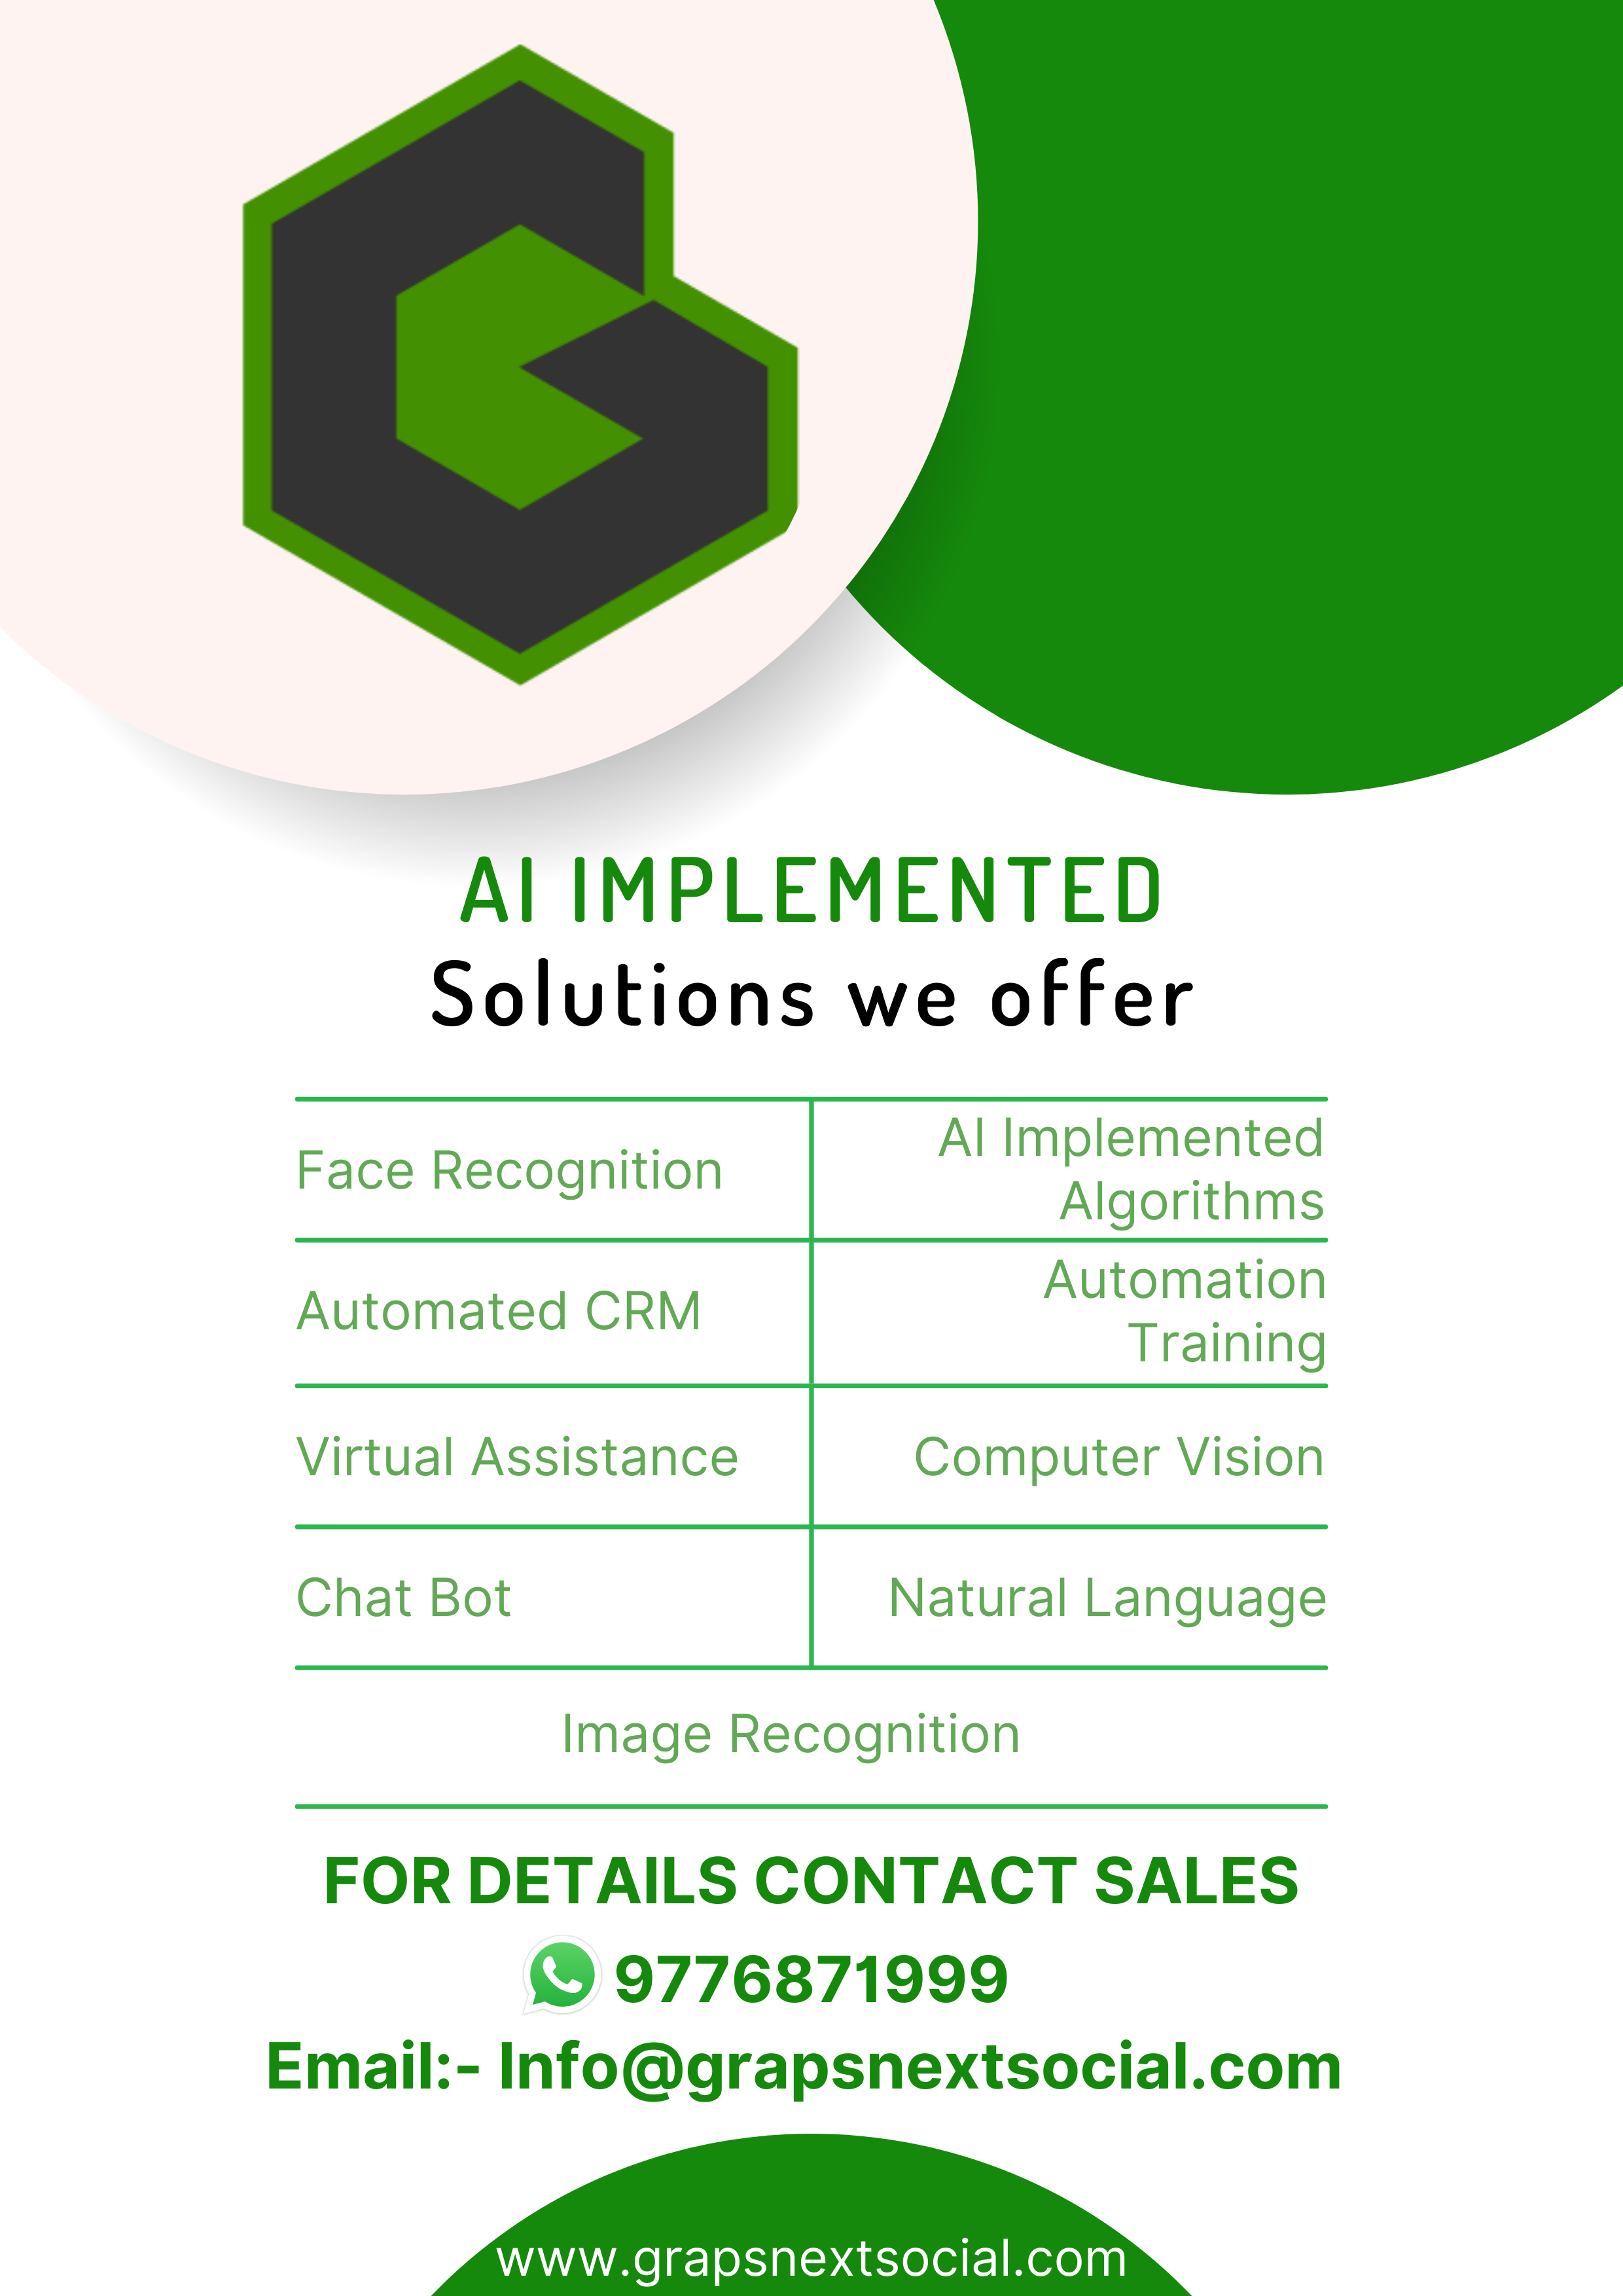 AI IMPLEMENTED
Solutions we offer
Face Recognition
AI Implemented
Algorithms
Automated CRM
Automation
Training
Virtual Assistance
Computer Vision
Chat Bot
Natural Language
Image Recognition
FOR DETAILS CONTACT SALES
9776871999
Email:- Info@grapsnextsocial.com
www.grapsnextsocial.com